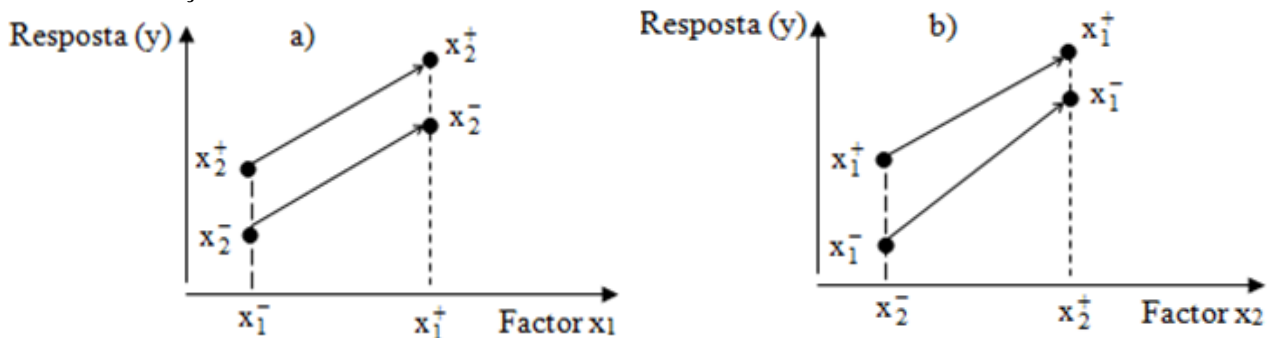 Resposta (y)
a)
x₂⁺
x₂⁻
x₂⁺
x₂⁻
x₁⁻
x₁⁺
Factor x₁
Resposta (y)
b)
x₁⁺
x₁⁻
x₁⁺
x₁⁻
x₂⁻
x₂⁺
Factor x₂